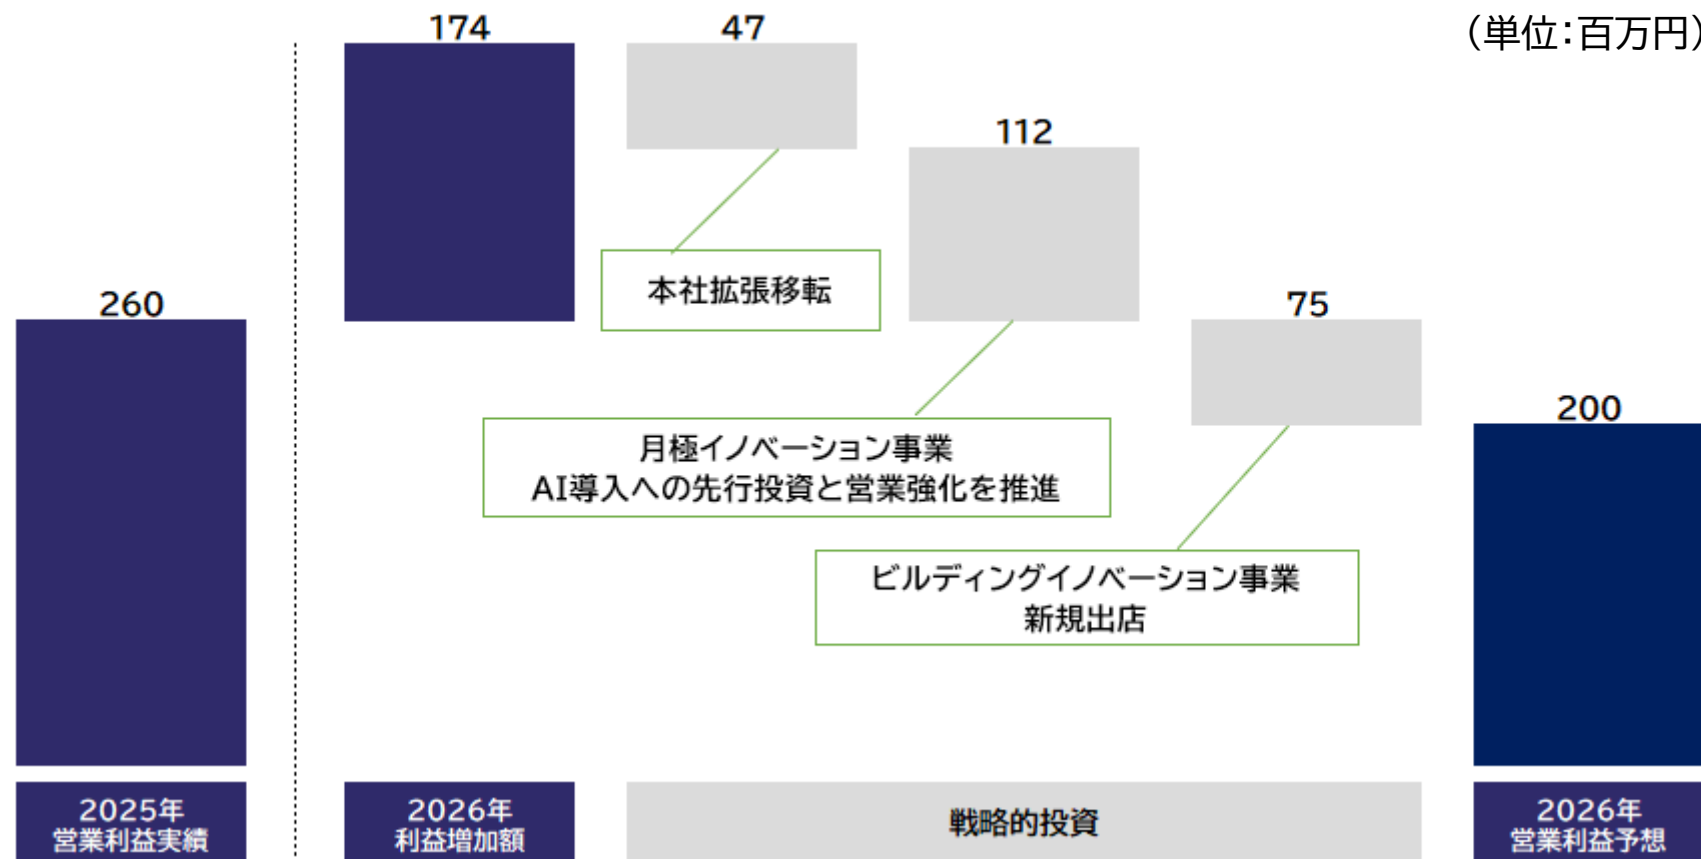 (単位:百万円)
174
47
112
260
本社拡張移転
75
200
月極イノベーション事業
AI導入への先行投資と営業強化を推進
ビルディングイノベーション事業
新規出店
2025年
営業利益実績
2026年
利益増加額
戦略的投資
2026年
営業利益予想